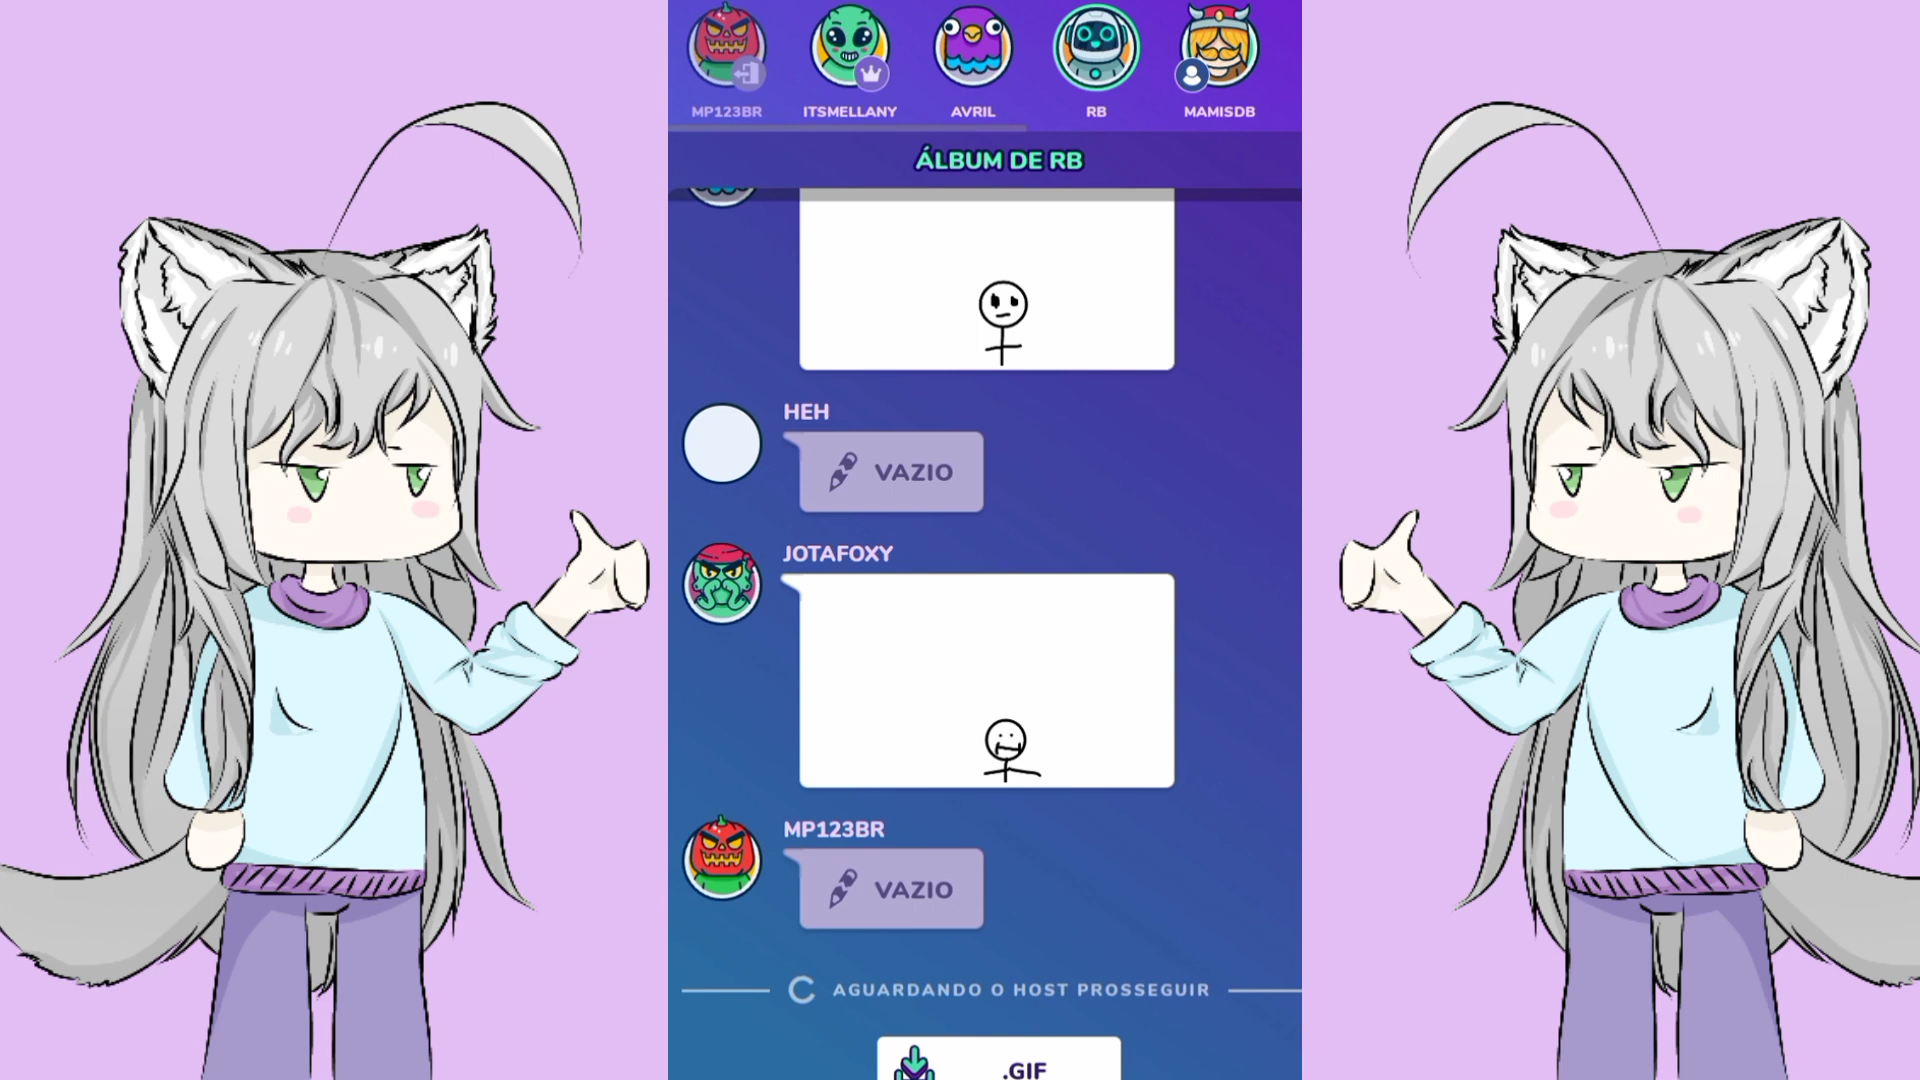 MP123BR
ITSMELLANY
AVRIL
RB
MAMISDB
ÁLBUM DE RB
HEH
VAZIO
JOTAFOXY
MP123BR
VAZIO
AGUARDANDO O HOST PROSSEGUIR
.GIF